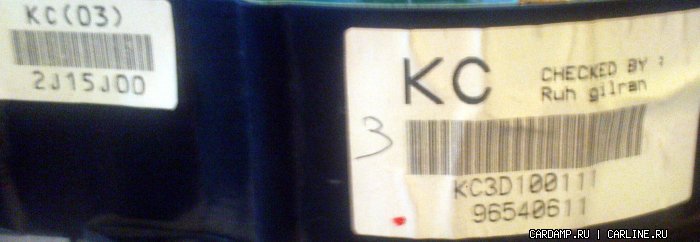 KC(03)
2J15J00
KC
CHECKED BY :
Ruh gilran
3
KC3D100111
96540611
CARDAMP.RU | CARLINE.RU